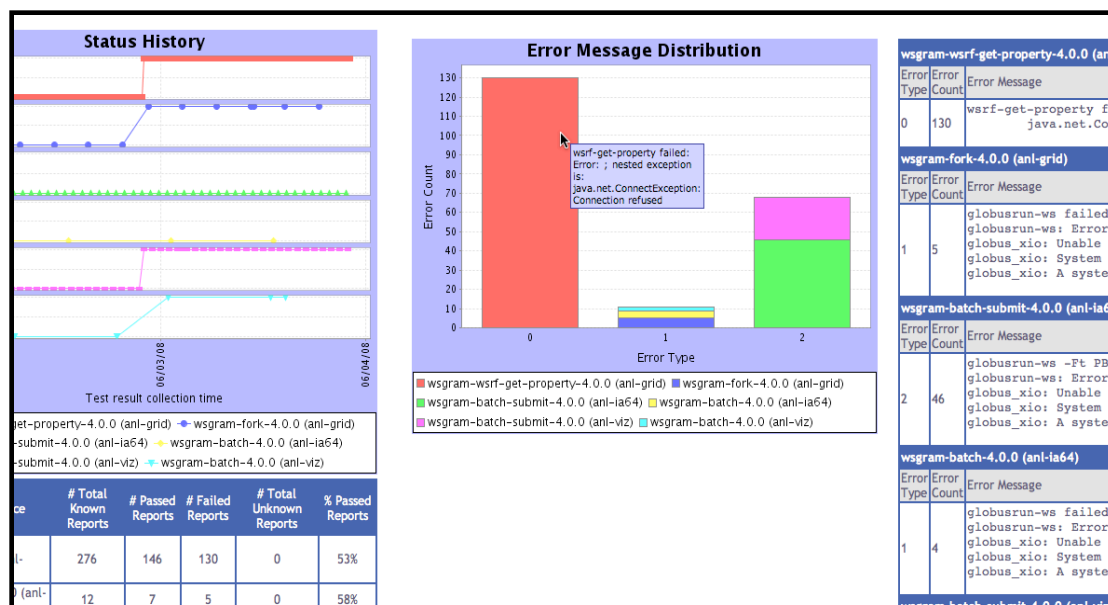 Status History
06/03/08
06/04/08
Test result collection time
get-property-4.0.0 (anl-grid) wsgram-fork-4.0.0 (anl-grid)
-submit-4.0.0 (anl-ia64) wsgram-batch-4.0.0 (anl-ia64)
-submit-4.0.0 (anl-viz) wsgram-batch-4.0.0 (anl-viz)
ce
# Total Known Reports
# Passed Reports
# Failed Reports
# Total Unknown Reports
% Passed Reports
nl- 276 146 130 0 53%
0 (anl- 12 7 5 0 58%
Error Message Distribution
Error Count
130
120
110
100
90
80
70
60
50
40
30
20
10
0
wsrf-get-property failed:
Error: ; nested exception
is:
java.net.ConnectException:
Connection refused
0 1 2
Error Type
wsgram-wsrf-get-property-4.0.0 (anl-grid) wsgram-fork-4.0.0 (anl-grid)
wsgram-batch-submit-4.0.0 (anl-ia64) wsgram-batch-4.0.0 (anl-ia64)
wsgram-batch-submit-4.0.0 (anl-viz) wsgram-batch-4.0.0 (anl-viz)
wsgram-wsrf-get-property-4.0.0 (an
Error Type
Error Count
Error Message
0 130
wsrf-get-property f
java.net.Co
wsgram-fork-4.0.0 (anl-grid)
Error Type
Error Count
Error Message
1 5
globusrun-ws failed
globusrun-ws: Error
globus_xio: Unable
globus_xio: System
globus_xio: A syste
wsgram-batch-submit-4.0.0 (anl-ia6
Error Type
Error Count
Error Message
2 46
globusrun-ws -Ft PB
globusrun-ws: Error
globus_xio: Unable
globus_xio: System
globus_xio: A syste
wsgram-batch-4.0.0 (anl-ia64)
Error Type
Error Count
Error Message
1 4
globusrun-ws failed
globusrun-ws: Error
globus_xio: Unable
globus_xio: System
globus_xio: A syste